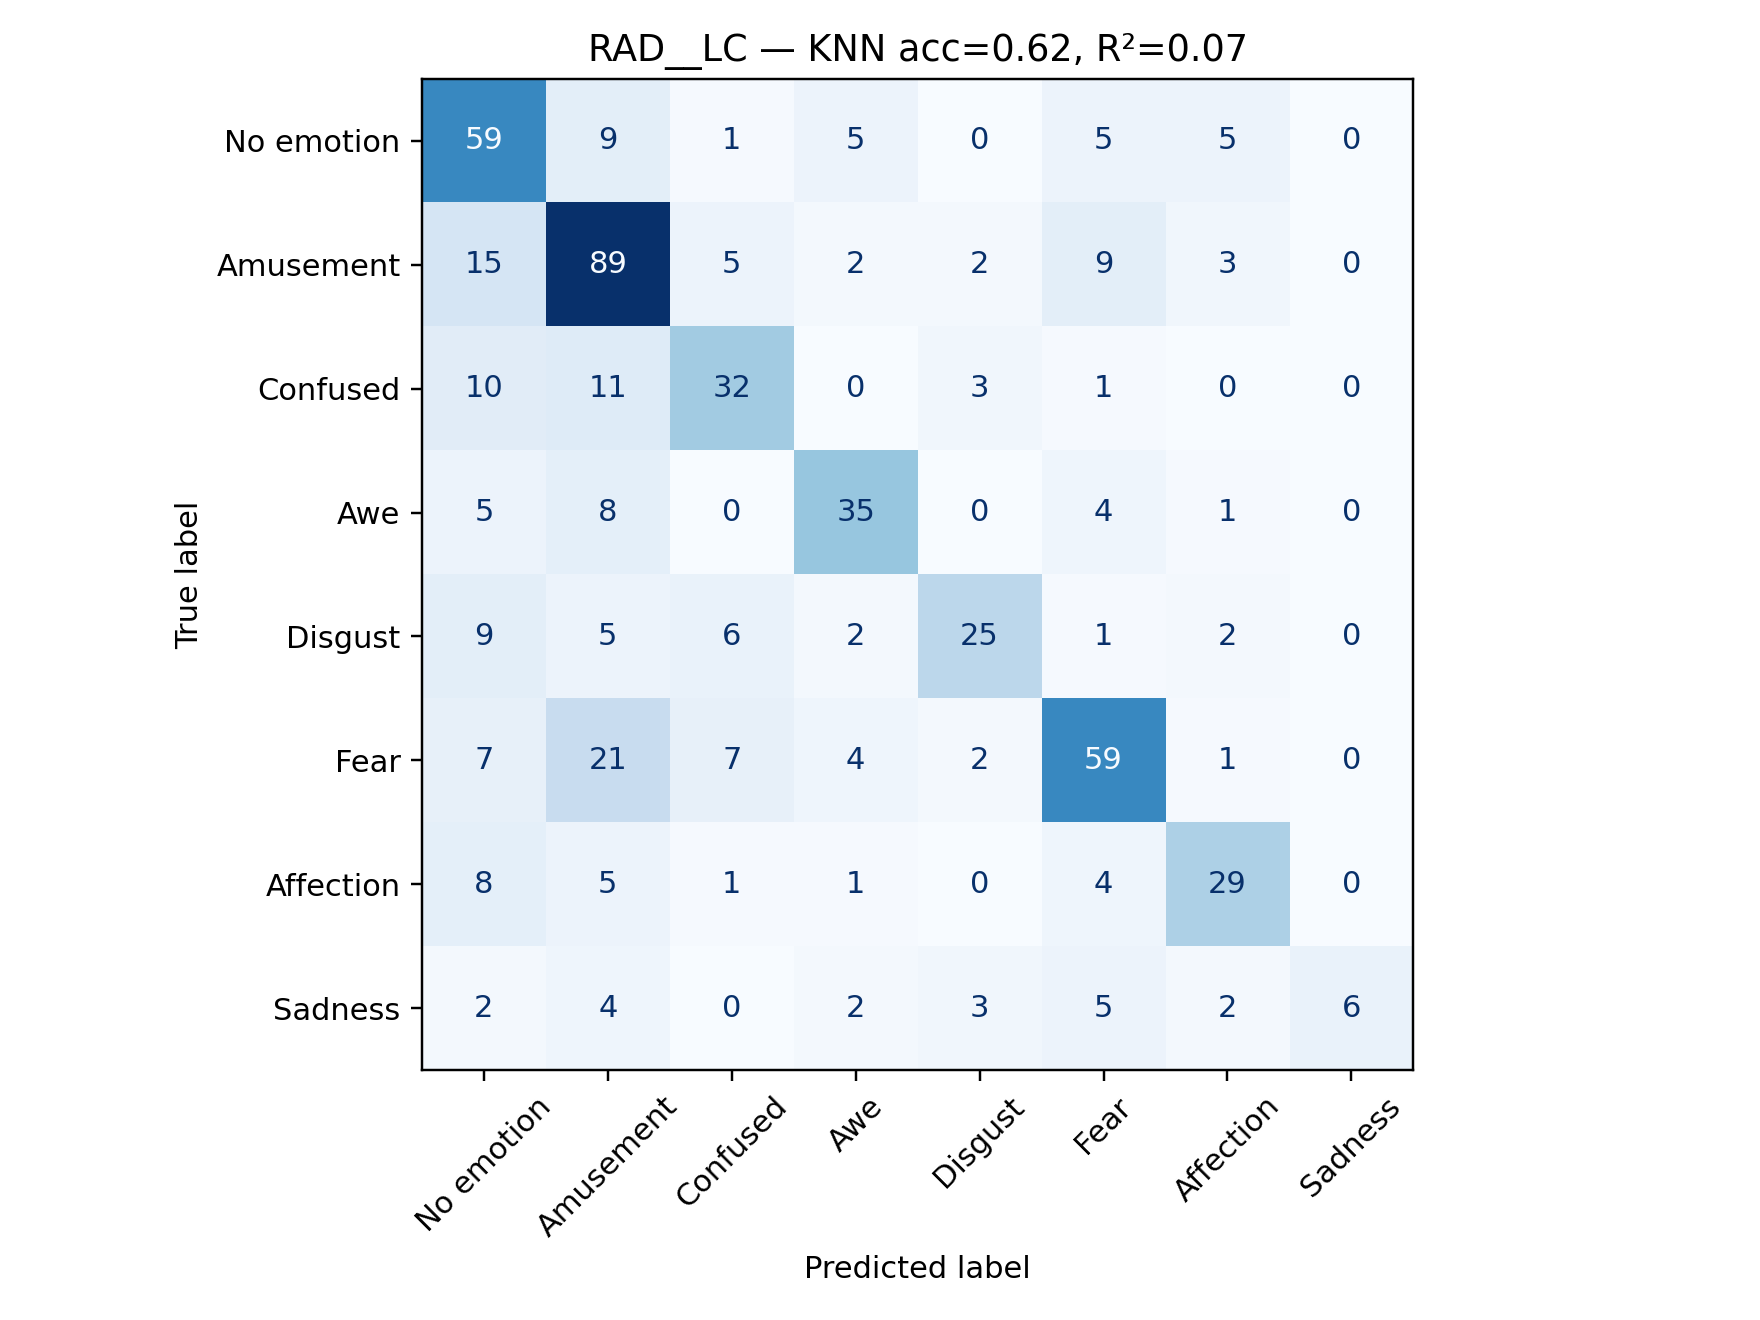 RAD__LC — KNN acc=0.62, R²=0.07
No emotion 59 9 1 5 0 5 5 0
Amusement 15 89 5 2 2 9 3 0
Confused 10 11 32 0 3 1 0 0
Awe 5 8 0 35 0 4 1 0
Disgust 9 5 6 2 25 1 2 0
Fear 7 21 7 4 2 59 1 0
Affection 8 5 1 1 0 4 29 0
Sadness 2 4 0 2 3 5 2 6
True label
No emotion Amusement Confused Awe Disgust Fear Affection Sadness
Predicted label